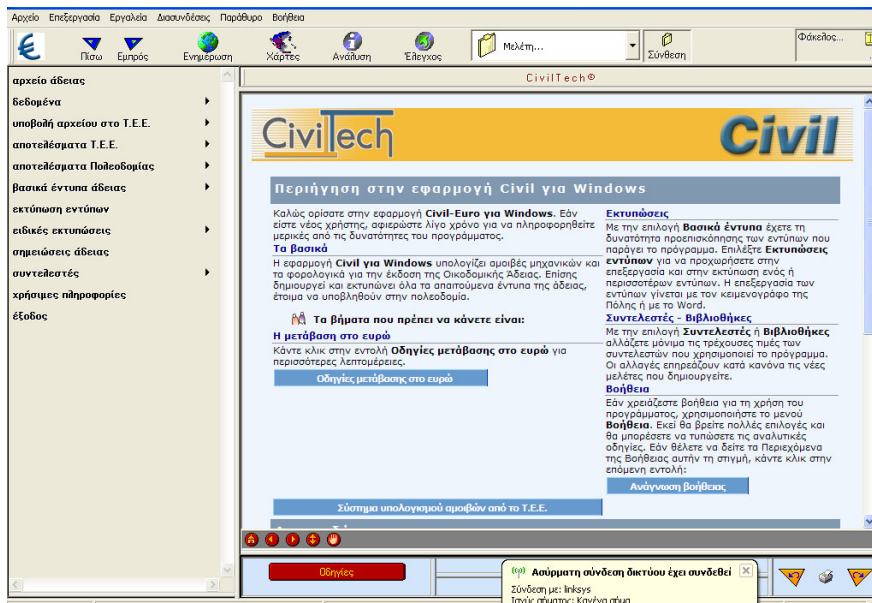 Αρχείο Επεξεργασία Εργαλεία Διασυνδέσεις Παράθυρο Βοήθεια
Πίσω Εμπρός Ενημέρωση Χάρτες Ανάλυση Έλεγχος Μελέτη... Σύνθεση Φάκελος...
αρχείο άδειας
δεδομένα
υποβολή αρχείου στο Τ.Ε.Ε.
αποτελέσματα Τ.Ε.Ε.
αποτελέσματα Πολεοδομίας
βασικά έντυπα άδειας
εκτύπωση εντύπων
ειδικές εκτυπώσεις
σημειώσεις άδειας
συντελεστές
χρήσιμες πληροφορίες
έξοδος
CivilTech®
CivilTech Civil
Περιήγηση στην εφαρμογή Civil για Windows
Καλώς ορίσατε στην εφαρμογή Civil-Euro για Windows. Εάν
είστε νέος χρήστης, αφιερώστε λίγο χρόνο για να πληροφορηθείτε
μερικές από τις δυνατότητες του προγράμματος.
Τα βασικά
Η εφαρμογή Civil για Windows υπολογίζει αμοιβές μηχανικών και
τα φορολογικά για την έκδοση της Οικοδομικής Άδειας. Επίσης
δημιουργεί και εκτυπώνει όλα τα απαιτούμενα έντυπα της άδειας,
έτοιμα να υποβληθούν στην πολεοδομία.
Τα βήματα που πρέπει να κάνετε είναι:
Η μετάβαση στο ευρώ
Κάντε κλικ στην εντολή Οδηγίες μετάβασης στο ευρώ για
περισσότερες λεπτομέρειες.
Οδηγίες μετάβασης στο ευρώ
Εκτυπώσεις
Με την επιλογή Βασικά έντυπα έχετε τη
δυνατότητα προεπισκόπησης των εντύπων που
παράγει το πρόγραμμα. Επιλέξτε Εκτυπώσεις
εντύπων για να προχωρήσετε στην
επεξεργασία και στην εκτύπωση ενός ή
περισσοτέρων εντύπων. Η επεξεργασία των
εντύπων γίνεται με τον κειμενογράφο της
Πόλης ή με το Word.
Συντελεστές - Βιβλιοθήκες
Με την επιλογή Συντελεστές ή Βιβλιοθήκες
αλλάζετε μόνιμα τις τρέχουσες τιμές των
συντελεστών που χρησιμοποιεί το πρόγραμμα.
Οι αλλαγές επηρεάζουν κατά κανόνα τις νέες
μελέτες που δημιουργείτε.
Βοήθεια
Εάν χρειάζεστε βοήθεια για τη χρήση του
προγράμματος, χρησιμοποιήστε το μενού
Βοήθεια. Εκεί θα βρείτε πολλές επιλογές και
θα μπορέσετε να τυπώσετε τις αναλυτικές
οδηγίες. Εάν θέλετε να δείτε τα Περιεχόμενα
της Βοήθειας αυτήν τη στιγμή, κάντε κλικ στην
επόμενη εντολή:
Ανάγνωση βοήθειας
Σύστημα υπολογισμού αμοιβών από το Τ.Ε.Ε.
Οδηγίες
Ασύρματη σύνδεση δικτύου έχει συνδεθεί
Σύνδεση με: linksys
Ισχύς σήματος: Κανένα σήμα